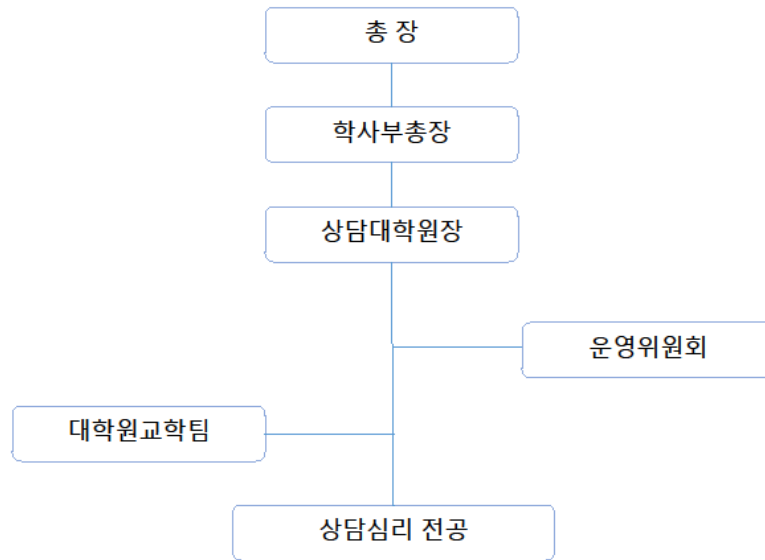 총 장
학사부총장
상담대학원장
운영위원회
대학원교학팀
상담심리 전공